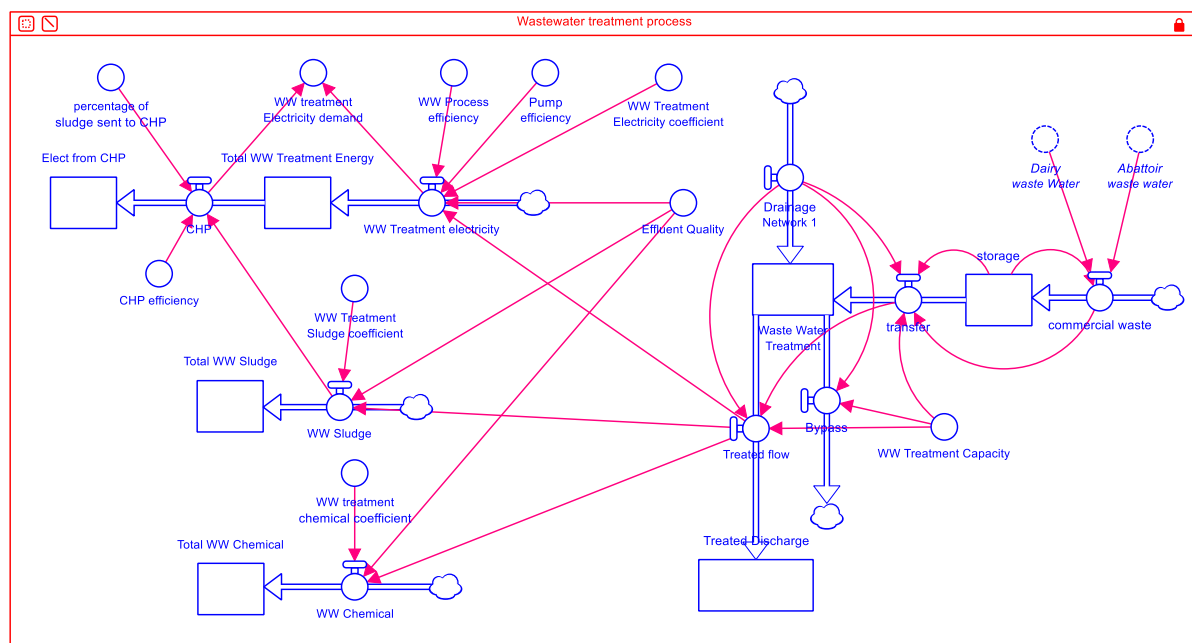 Wastewater treatment process
percentage of
sludge sent to CHP
WW treatment
Electricity demand
WW Process
efficiency
Pump
efficiency
WW Treatment
Electricity coefficient
Elect from CHP
Total WW Treatment Energy
Dairy
waste Water
Abattoir
waste water
CHP
WW Treatment electricity
Effluent Quality
Drainage
Network 1
storage
CHP efficiency
WW Treatment
Sludge coefficient
Waste Water
Treatment
transfer
commercial waste
Total WW Sludge
WW Sludge
Treated flow
Bypass
WW Treatment Capacity
WW treatment
chemical coefficient
Total WW Chemical
Treated Discharge
WW Chemical